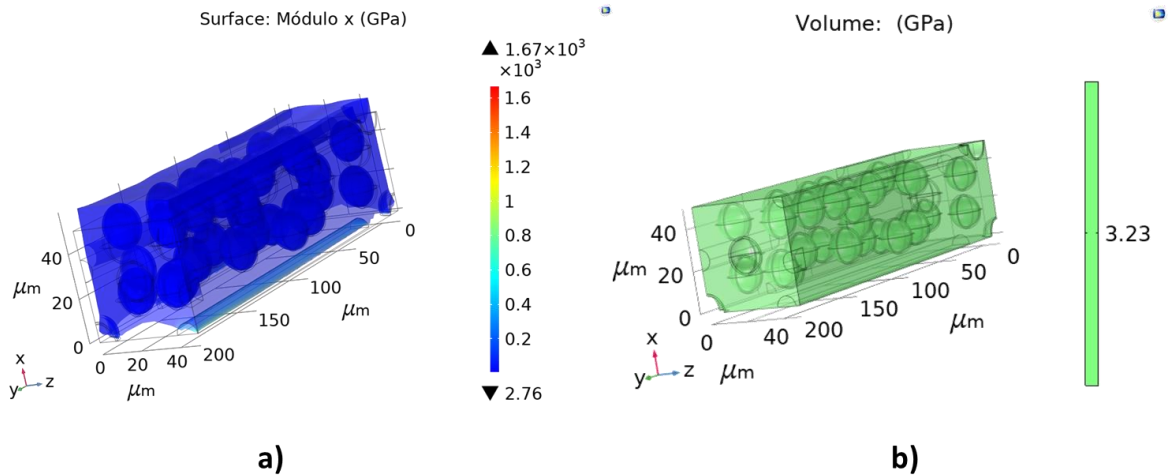 Surface: Módulo x (GPa)
1.67×10³
×10³
1.6
1.4
1.2
1
0.8
0.6
0.4
0.2
2.76
40
20
0
μm
0
20
40
μm
200
150
100
50
0
μm
x
y
z
a)
Volume: (GPa)
3.23
40
20
0
μm
0
40
μm
200
150
100
50
0
μm
x
y
z
b)